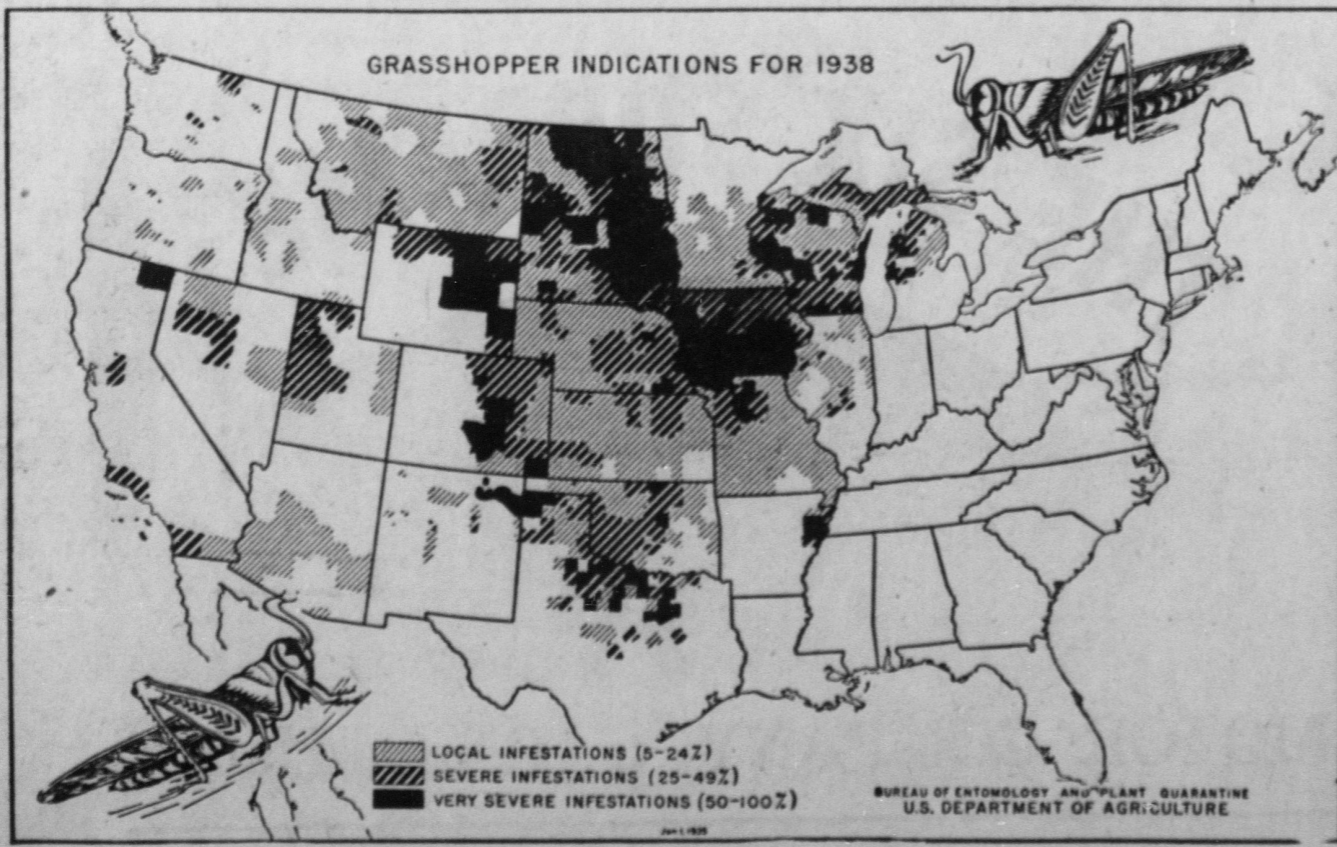 GRASSHOPPER INDICATIONS FOR 1938
LOCAL INFESTATIONS (5-24%)
SEVERE INFESTATIONS (25-49%)
VERY SEVERE INFESTATIONS (50-100%)
BUREAU OF ENTOMOLOGY AND PLANT QUARANTINE
U.S. DEPARTMENT OF AGRICULTURE